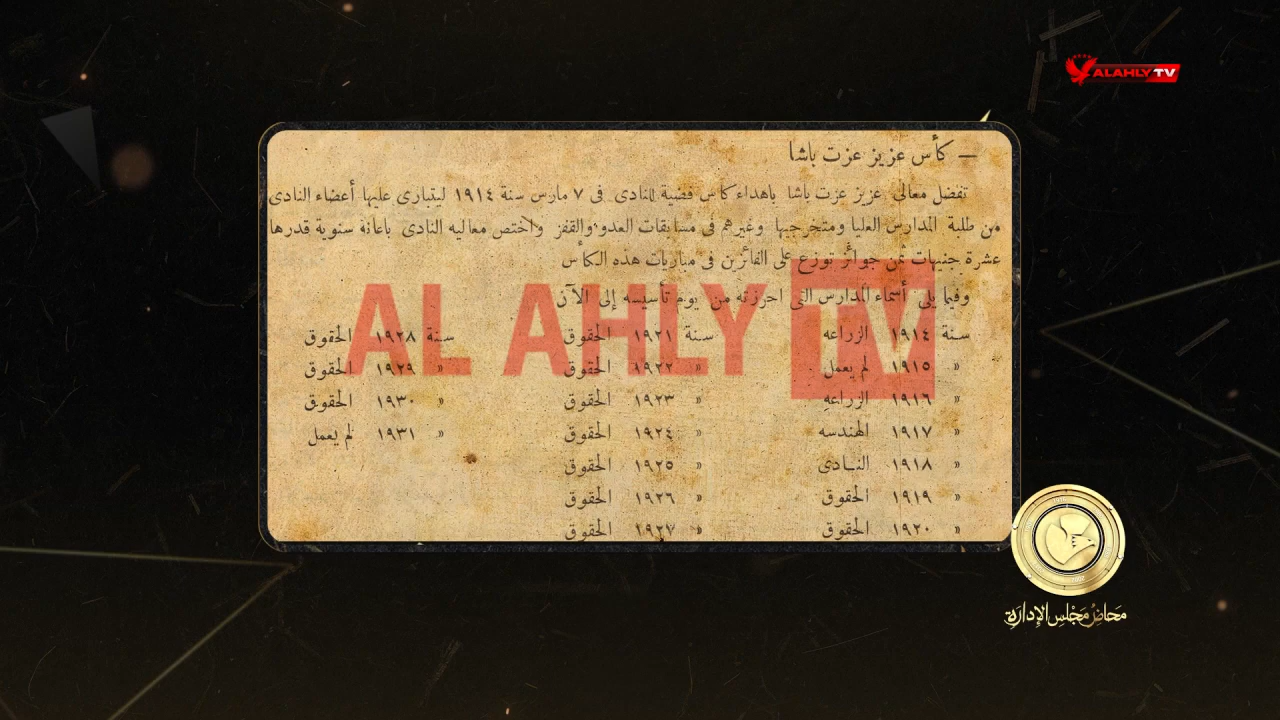 ALAHLY TV
— كأس عزيز عزت باشا
تفضل معالى عزيز عزت باشا باهداء كأس فضية للنادى فى ٧ مارس سنة ١٩١٤ ليتبارى عليها أعضاء النادى
من طلبة المدارس العليا ومتخرجيها وغيرهم فى مسابقات العدو والقفز واختص معاليه النادى باعانة سنوية قدرها
عشرة جنيهات ثمن جوائز توزع على الفائزين فى مباريات هذه الكأس
وفيما يلى أسماء المدارس التى احرزته من يوم تأسيسه إلى الآن
سنة ١٩١٤ الزراعه سنة ١٩٢١ الحقوق سنة ١٩٢٨ الحقوق
» ١٩١٥ لم يعمل » ١٩٢٢ الحقوق » ١٩٢٩ الحقوق
» ١٩١٦ الزراعه » ١٩٢٣ الحقوق » ١٩٣٠ الحقوق
» ١٩١٧ الهندسه » ١٩٢٤ الحقوق » ١٩٣١ لم يعمل
» ١٩١٨ النادى » ١٩٢٥ الحقوق
» ١٩١٩ الحقوق » ١٩٢٦ الحقوق
» ١٩٢٠ الحقوق » ١٩٢٧ الحقوق
AL AHLY TV
محاضر مجلس الإدارة